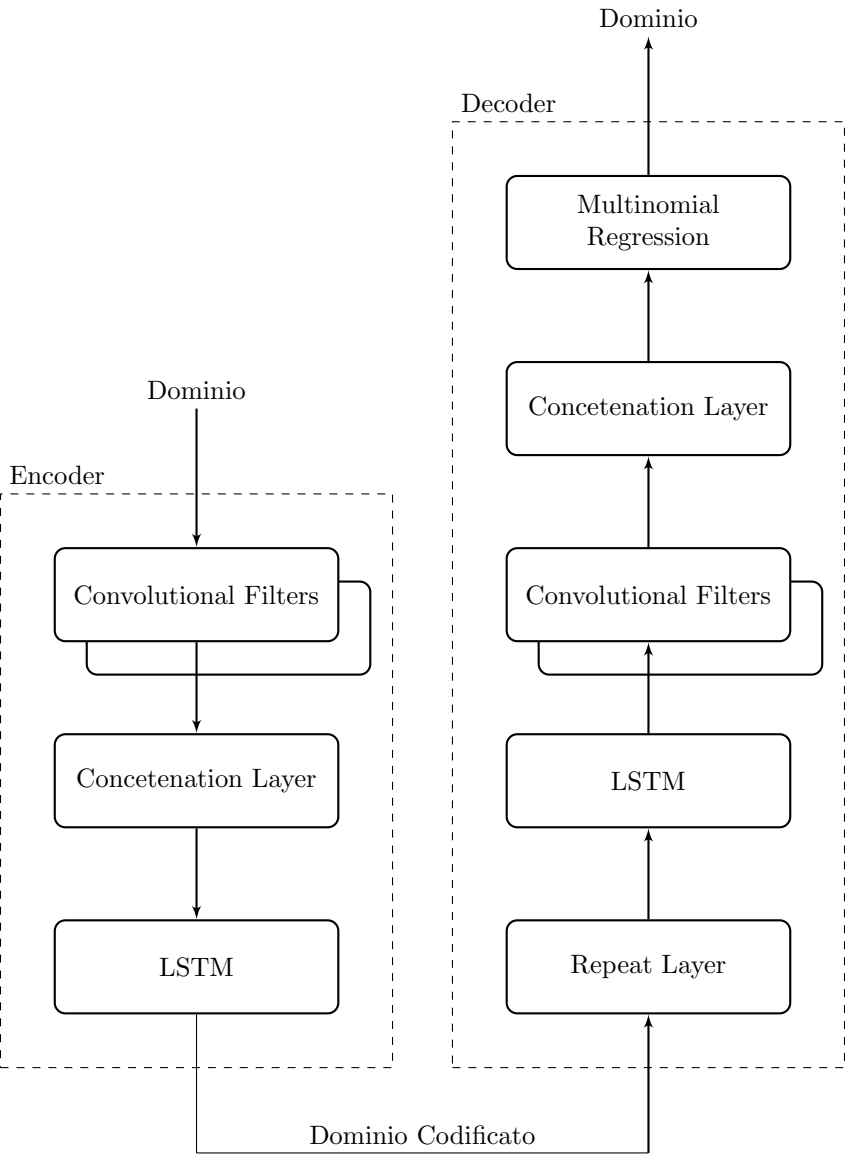 Dominio
Encoder
Convolutional Filters
Concetenation Layer
LSTM
Dominio Codificato
Dominio
Decoder
Multinomial
Regression
Concetenation Layer
Convolutional Filters
LSTM
Repeat Layer